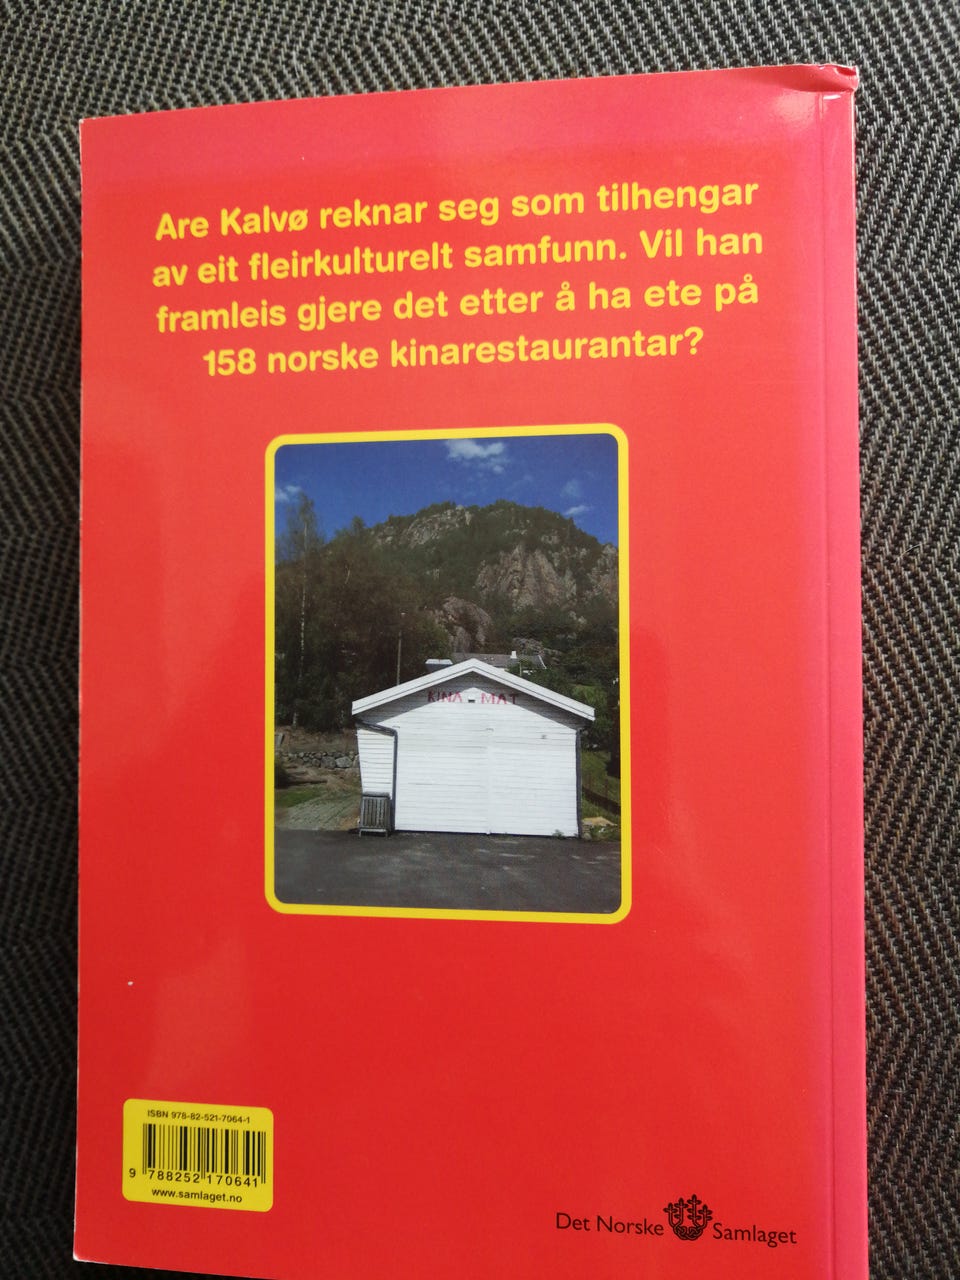 Are Kalvø reknar seg som tilhengar
av eit fleirkulturelt samfunn. Vil han
framleis gjere det etter å ha ete på
158 norske kinarestaurantar?
KINA - MAT
ISBN 978-82-521-7064-1
9 788252 170641
www.samlaget.no
Det Norske Samlaget